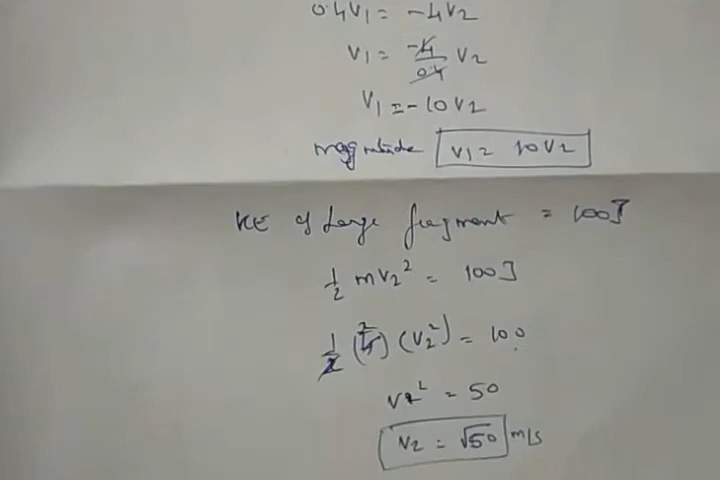 0.4V1 = -4V2
V1 = -4/0.4 V2
V1 = -10V2
magnitude V1 = 10V2
KE of Large fragment = 100J
1/2 mV2² = 100J
1/2 (4) (V2²) = 100
V2² = 50
V2 = √50 m/s